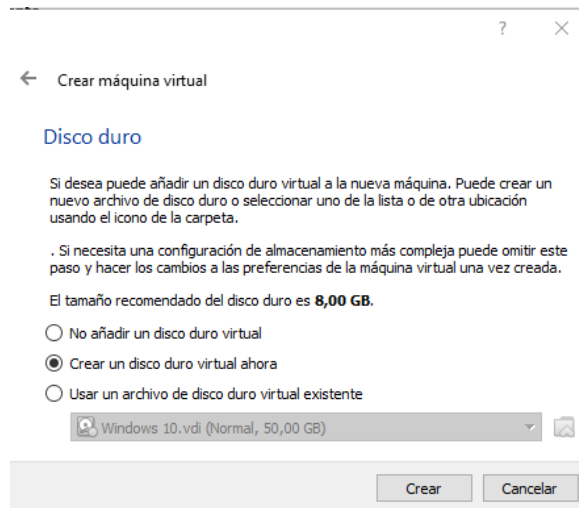 ?
Crear máquina virtual
Disco duro
Si desea puede añadir un disco duro virtual a la nueva máquina. Puede crear un
nuevo archivo de disco duro o seleccionar uno de la lista o de otra ubicación
usando el icono de la carpeta.
. Si necesita una configuración de almacenamiento más compleja puede omitir este
paso y hacer los cambios a las preferencias de la máquina virtual una vez creada.
El tamaño recomendado del disco duro es 8,00 GB.
No añadir un disco duro virtual
Crear un disco duro virtual ahora
Usar un archivo de disco duro virtual existente
Windows 10.vdi (Normal, 50,00 GB)
Crear Cancelar